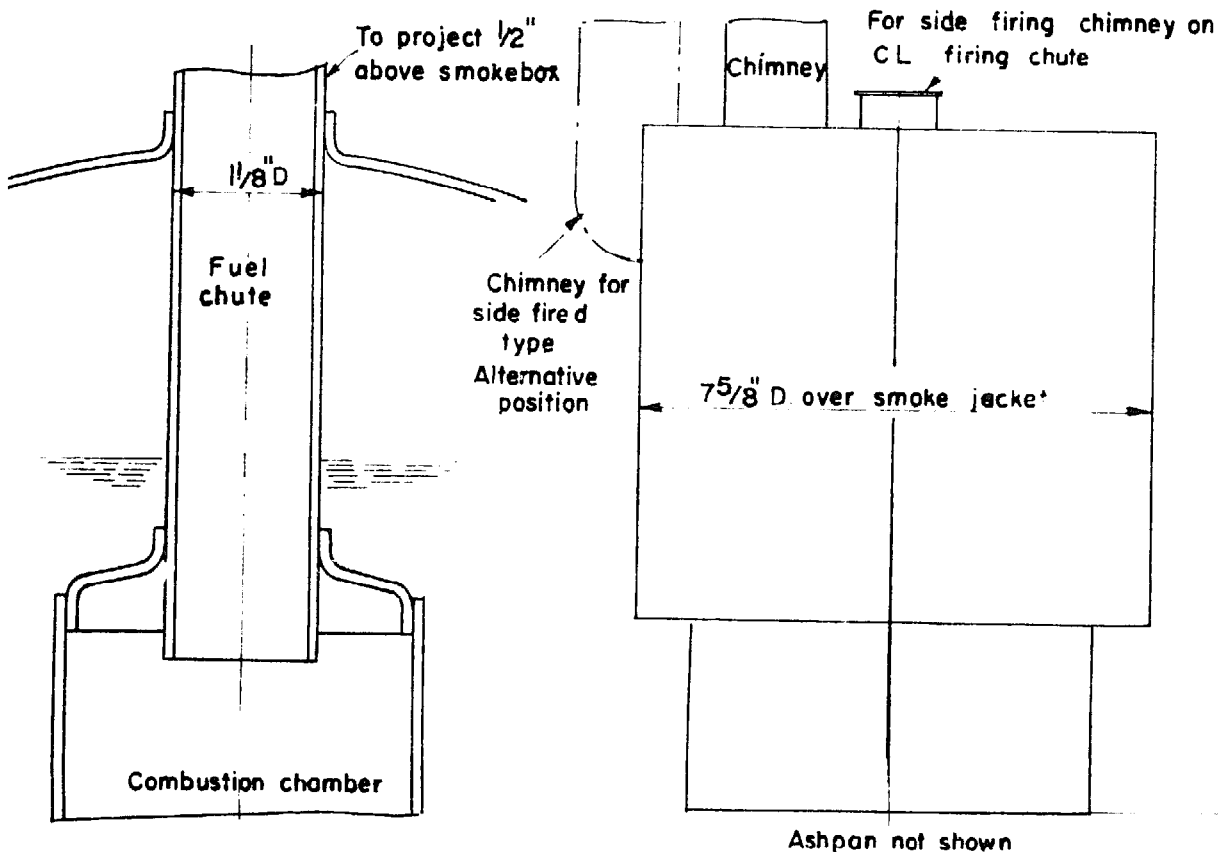 To project 1/2"
above smokebox
1 1/8" D
Fuel
chute
Combustion chamber
For side firing chimney on
CL firing chute
Chimney
Chimney for
side fired
type
Alternative
position
7 5/8" D over smoke jacket
Ashpan not shown